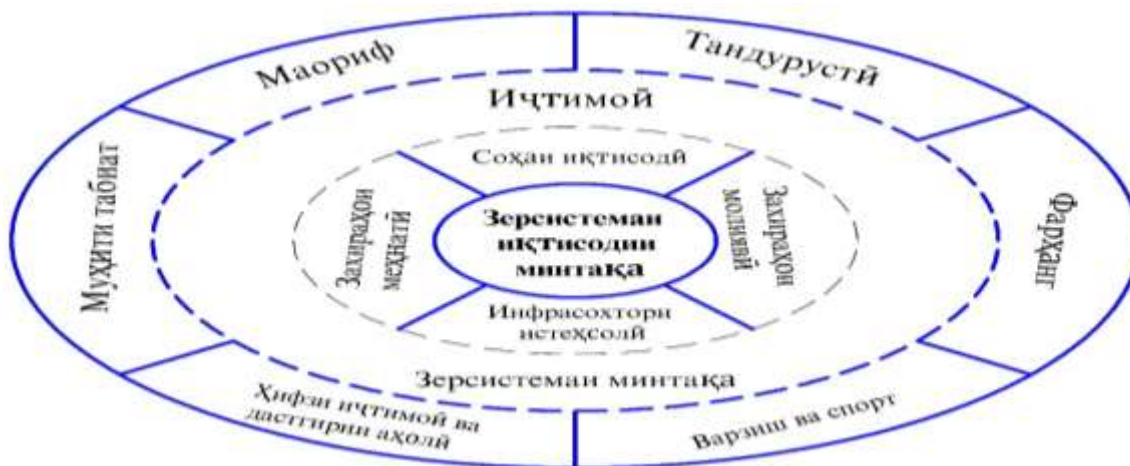 Маориф
Тандурустӣ
Иҷтимоӣ
Соҳаи иқтисодӣ
Муҳити табиат
Захираҳои
меҳнатӣ
Зерсистемаи
иқтисодии
минтақа
Захираҳои
молиявӣ
Фарҳанг
Инфрасохтори
истеҳсолӣ
Зерсистемаи минтақа
Ҳифзи иҷтимоӣ ва
дастгирии аҳолӣ
Варзиш ва спорт